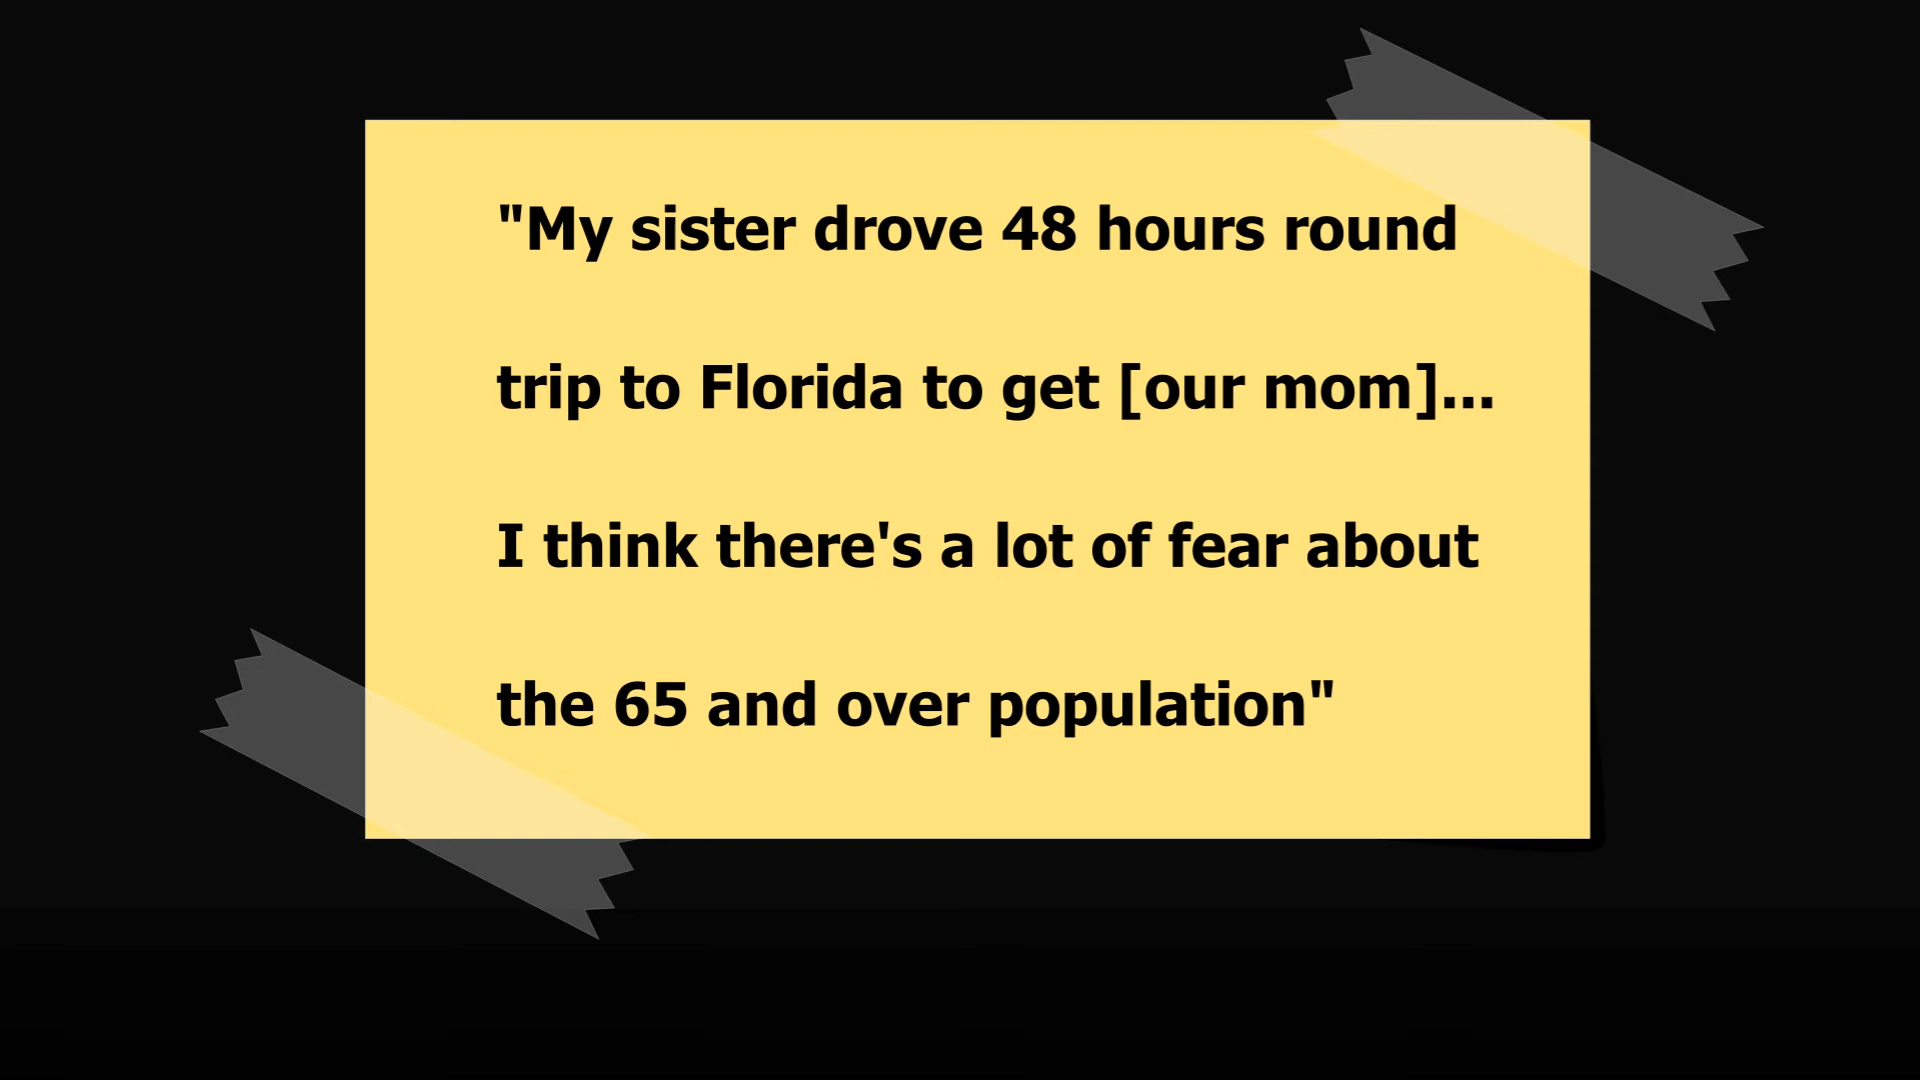 "My sister drove 48 hours round
trip to Florida to get [our mom]...
I think there's a lot of fear about
the 65 and over population"